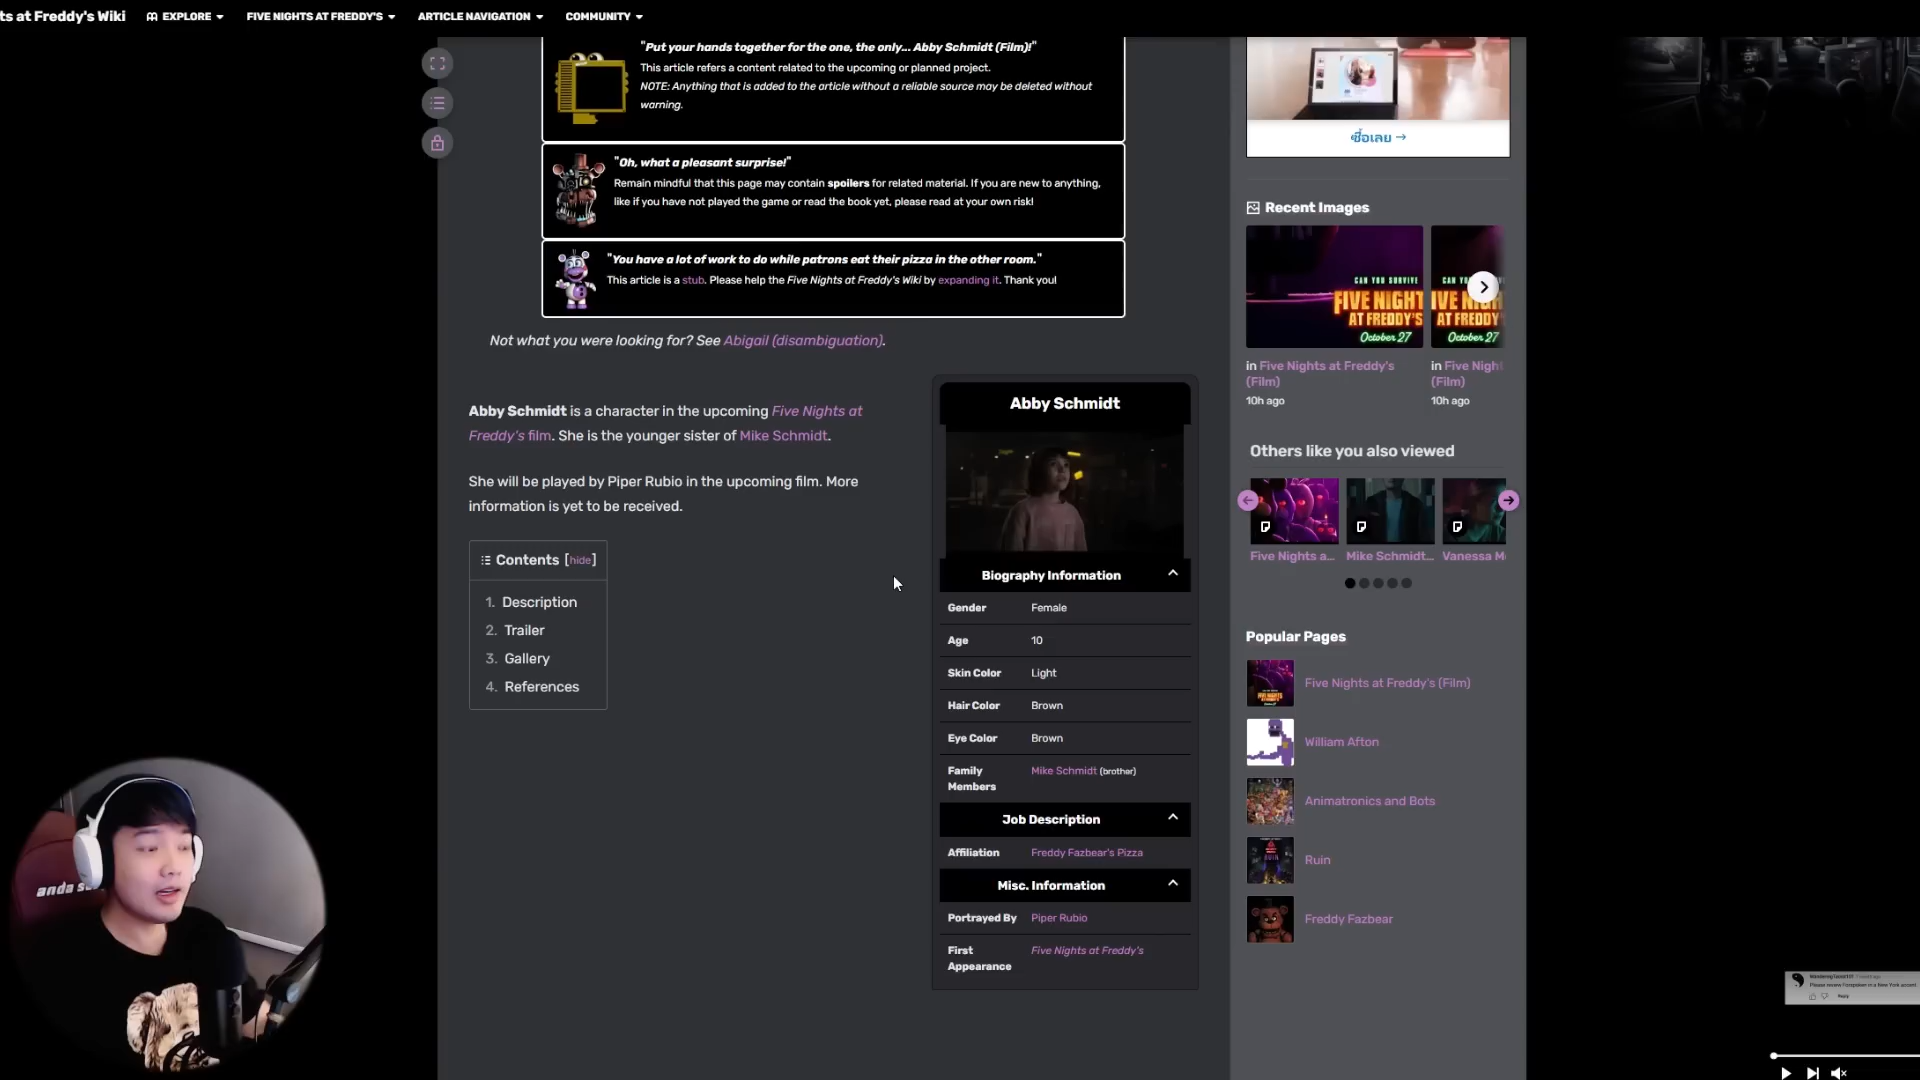 ts at Freddy's Wiki
EXPLORE
FIVE NIGHTS AT FREDDY'S
ARTICLE NAVIGATION
COMMUNITY
"Put your hands together for the one, the only... Abby Schmidt (Film)!"
This article refers a content related to the upcoming or planned project.
NOTE: Anything that is added to the article without a reliable source may be deleted without
warning.
"Oh, what a pleasant surprise!"
Remain mindful that this page may contain spoilers for related material. If you are new to anything,
like if you have not played the game or read the book yet, please read at your own risk!
"You have a lot of work to do while patrons eat their pizza in the other room."
This article is a stub. Please help the Five Nights at Freddy's Wiki by expanding it. Thank you!
Not what you were looking for? See Abigail (disambiguation).
Abby Schmidt is a character in the upcoming Five Nights at
Freddy's film. She is the younger sister of Mike Schmidt.
She will be played by Piper Rubio in the upcoming film. More
information is yet to be received.
Contents [hide]
1. Description
2. Trailer
3. Gallery
4. References
Abby Schmidt
Biography Information
Gender Female
Age 10
Skin Color Light
Hair Color Brown
Eye Color Brown
Family Mike Schmidt (brother)
Members
Job Description
Affiliation Freddy Fazbear's Pizza
Misc. Information
Portrayed By Piper Rubio
First Five Nights at Freddy's
Appearance
ซื้อเลย →
Recent Images
CAN YOU SURVIVE
FIVE NIGHT
AT FREDDY'S
October 27
CAN Y
IVE NIGH
AT FREDDY'S
October 27
in Five Nights at Freddy's
(Film)
10h ago
in Five Night
(Film)
10h ago
Others like you also viewed
Five Nights a...
Mike Schmidt...
Vanessa M
Popular Pages
Five Nights at Freddy's (Film)
William Afton
Animatronics and Bots
Ruin
Freddy Fazbear
anda s
Reply